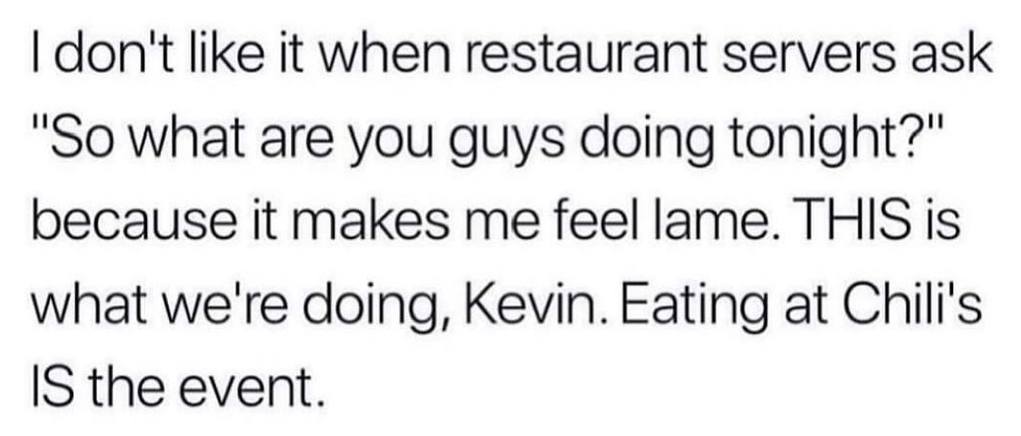 I don't like it when restaurant servers ask
"So what are you guys doing tonight?"
because it makes me feel lame. THIS is
what we're doing, Kevin. Eating at Chili's
IS the event.